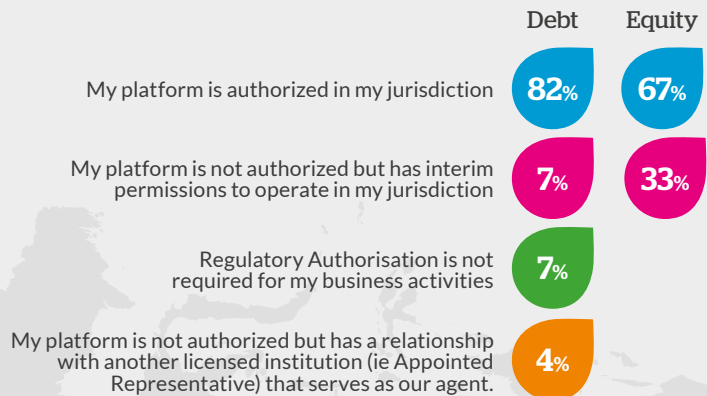 Debt Equity
My platform is authorized in my jurisdiction 82% 67%
My platform is not authorized but has interim
permissions to operate in my jurisdiction 7% 33%
Regulatory Authorisation is not
required for my business activities 7%
My platform is not authorized but has a relationship
with another licensed institution (ie Appointed
Representative) that serves as our agent. 4%